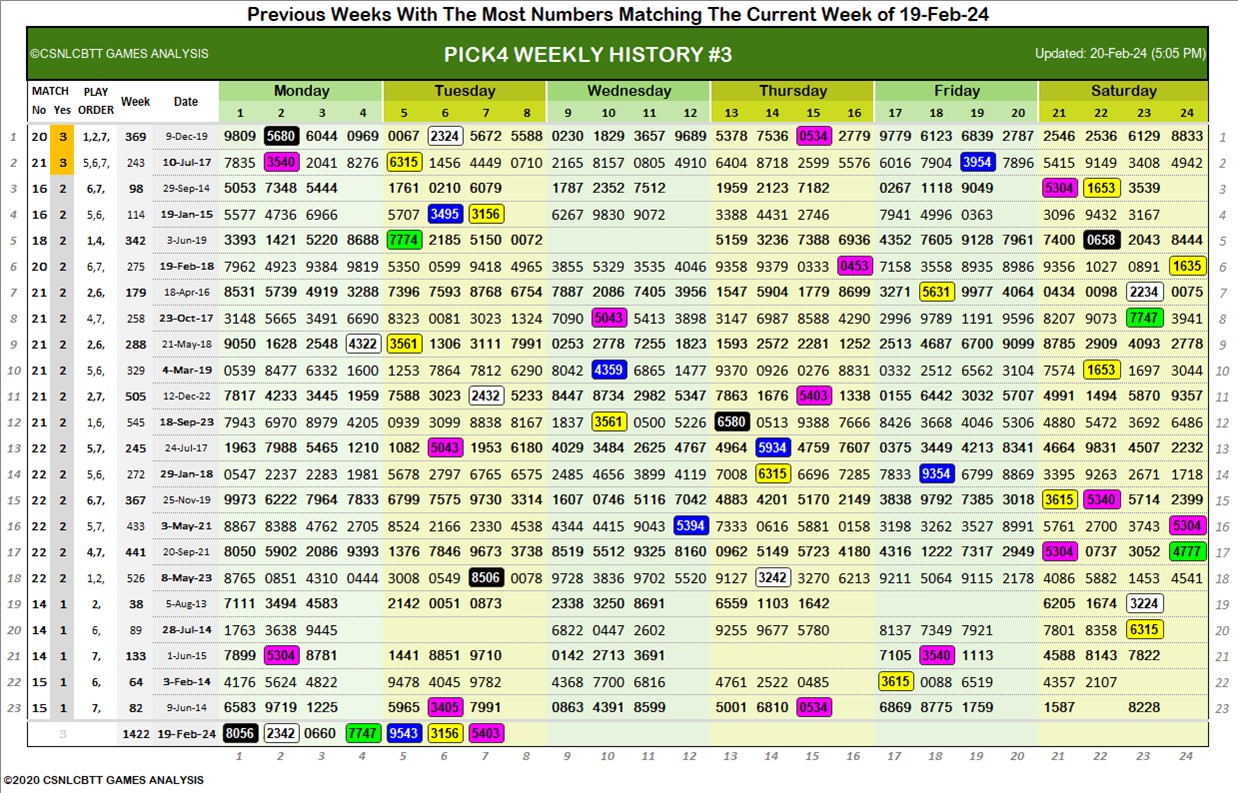 Previous Weeks With The Most Numbers Matching The Current Week of 19-Feb-24
©CSNLCBTT GAMES ANALYSIS PICK4 WEEKLY HISTORY #3 Updated: 20-Feb-24 (5:05 PM)
MATCH PLAY Week Date Monday Tuesday Wednesday Thursday Friday Saturday
No Yes ORDER 1 2 3 4 5 6 7 8 9 10 11 12 13 14 15 16 17 18 19 20 21 22 23 24
1 20 3 1,2,7, 369 9-Dec-19 9809 5680 6044 0969 0067 2324 5672 5588 0230 1829 3657 9689 5378 7536 0534 2779 9779 6123 6839 2787 2546 2536 6129 8833 1
2 21 3 5,6,7, 243 10-Jul-17 7835 3540 2041 8276 6315 1456 4449 0710 2165 8157 0805 4910 6404 8718 2599 5576 6016 7904 3954 7896 5415 9149 3408 4942 2
3 16 2 6,7, 98 29-Sep-14 5053 7348 5444 1761 0210 6079 1787 2352 7512 1959 2123 7182 0267 1118 9049 5304 1653 3539 3
4 16 2 5,6, 114 19-Jan-15 5577 4736 6966 5707 3495 3156 6267 9830 9072 3388 4431 2746 7941 4996 0363 3096 9432 3167 4
5 18 2 1,4, 342 3-Jun-19 3393 1421 5220 8688 7774 2185 5150 0072 5159 3236 7388 6936 4352 7605 9128 7961 7400 0658 2043 8444 5
6 20 2 6,7, 275 19-Feb-18 7962 4923 9384 9819 5350 0599 9418 4965 3855 3329 3535 4046 9358 9379 0333 0453 7158 3558 8935 8986 9356 1027 0891 1635 6
7 21 2 2,6, 179 18-Apr-16 8531 5739 4919 3288 7396 7593 8156 6754 7887 2086 7405 3956 1547 5904 1779 8699 3271 5631 9977 4064 0434 0098 2234 0075 7
8 21 2 4,7, 258 23-Oct-17 3148 5665 3491 6690 8323 0081 3023 1324 7090 5043 5413 3898 3147 6987 8588 4290 2996 9789 1191 9596 8207 9073 7747 3941 8
9 21 2 2,6, 288 21-May-18 9050 1628 2548 4322 3561 1306 3111 7991 0253 2778 7255 1823 1593 2572 2281 1252 2513 4687 6700 9099 8785 2909 4093 2778 9
10 21 2 5,6, 329 4-Mar-19 0539 8477 6332 1600 1253 7864 7812 6290 8042 4359 6865 1477 9370 0926 0276 8831 0332 2512 6562 3104 7574 1653 1697 3044 10
11 21 2 2,7, 505 12-Dec-22 7817 4233 3445 1959 7588 3023 2432 5233 8447 8734 2982 5347 7863 1676 5403 1338 0155 6442 3032 5707 4991 1494 5870 9357 11
12 21 2 1,6, 545 18-Sep-23 7943 6970 8979 4205 0939 3099 8838 8167 1837 3561 0500 5226 6580 0513 9388 7666 8426 3668 4046 5306 4880 5472 3692 6486 12
13 22 2 5,7, 245 24-Jul-17 1963 7988 5465 1210 1082 5043 1953 6180 4029 3484 2625 4767 4964 5934 4759 7607 0375 3449 4213 8341 4664 9831 4507 2232 13
14 22 2 5,6, 272 29-Jan-18 0547 2237 2283 1981 5678 2797 6765 6575 2485 4656 3899 4119 7008 6315 6696 7285 7833 9354 6799 8869 3395 9263 2671 1718 14
15 22 2 6,7, 367 25-Nov-19 9973 6222 7964 7833 6799 7575 9730 3314 1607 0746 5116 7042 4883 4201 5170 2149 3838 9792 7385 3018 3615 5340 5714 2399 15
16 22 2 5,7, 433 3-May-21 8867 8388 4762 2705 8524 2166 2330 4538 4344 4415 9043 5394 7333 0616 5881 0158 3198 3262 3527 8991 5761 2700 3743 5304 16
17 22 2 4,7, 441 20-Sep-21 8050 5902 2086 9393 1376 7846 9673 3738 8519 5512 9325 8160 0962 5149 5723 4180 4316 1222 7317 2949 5304 0737 3052 4777 17
18 22 2 1,2, 526 8-May-23 8765 0851 4310 0444 3008 0549 8506 0078 9728 3836 9702 5520 9127 3242 3270 6213 9211 5064 9115 2178 4086 5882 1453 4541 18
19 14 1 2, 38 5-Aug-13 7111 3494 4583 2142 0051 0873 2338 3250 8691 6559 1103 1642 6205 1674 3224 19
20 14 1 6, 89 28-Jul-14 1763 3638 9445 6822 0447 2602 9255 9677 5780 8137 7349 7921 7801 8358 6315 20
21 14 1 7, 133 1-Jun-15 7899 5304 8781 1441 8851 9710 0142 2713 3691 7105 3540 1113 4588 8143 7822 21
22 15 1 6, 64 3-Feb-14 4176 5624 4822 9478 4045 9782 4368 7700 6816 4761 2522 0485 3615 0088 6519 4357 2107 22
23 15 1 7, 82 9-Jun-14 6583 9719 1225 5965 3405 7991 0863 4391 8599 5001 6810 0534 6869 8775 1759 1587 8228 23
3 1422 19-Feb-24 8056 2342 0660 7747 9543 3156 5403
1 2 3 4 5 6 7 8 9 10 11 12 13 14 15 16 17 18 19 20 21 22 23 24
©2020 CSNLCBTT GAMES ANALYSIS